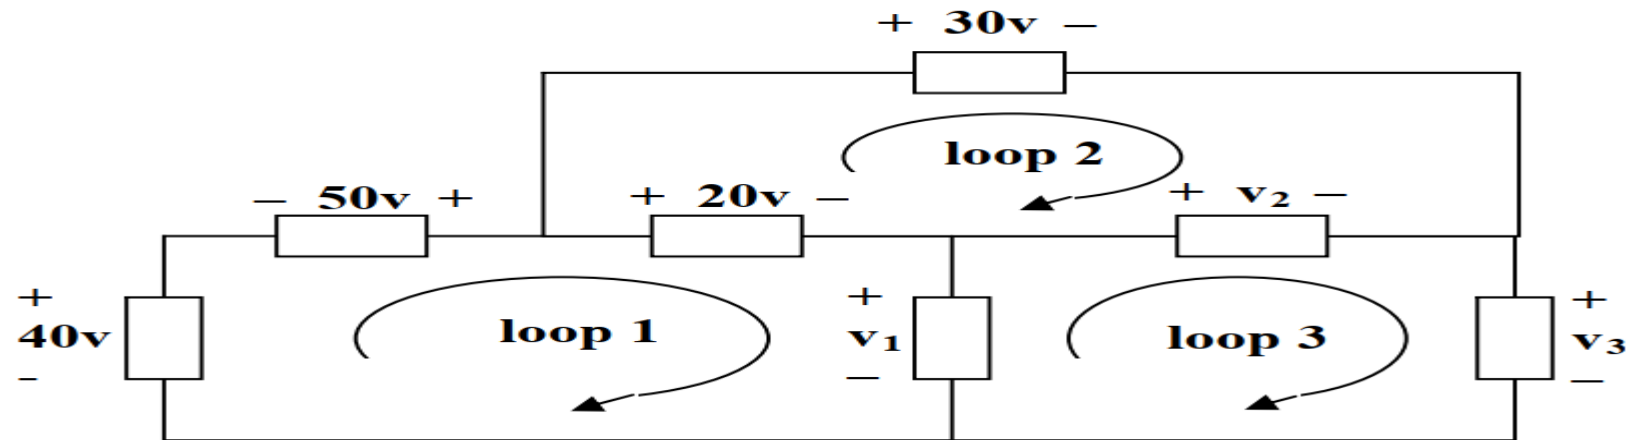 + 30v –
loop 2
– 50v +
+ 20v –
+ v₂ –
+
40v
-
loop 1
+
v₁
–
loop 3
+
v₃
–